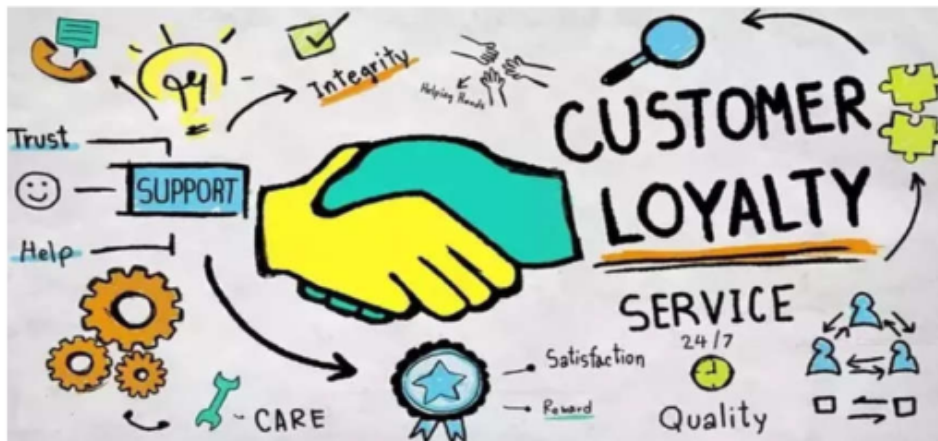 Integrity
Helping Hands
CUSTOMER
LOYALTY
Trust
SUPPORT
Help
SERVICE
24/7
Quality
Satisfaction
Reward
CARE